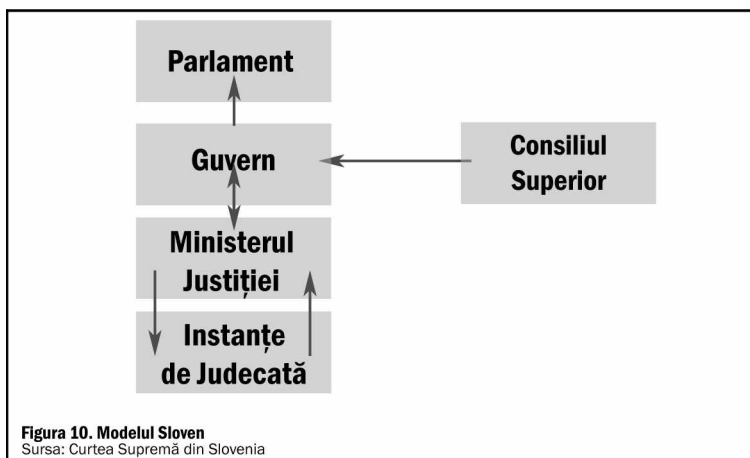 Parlament
Guvern
Consiliul
Superior
Ministerul
Justiției
Instanțe
de Judecată
Figura 10. Modelul Sloven
Sursa: Curtea Supremă din Slovenia